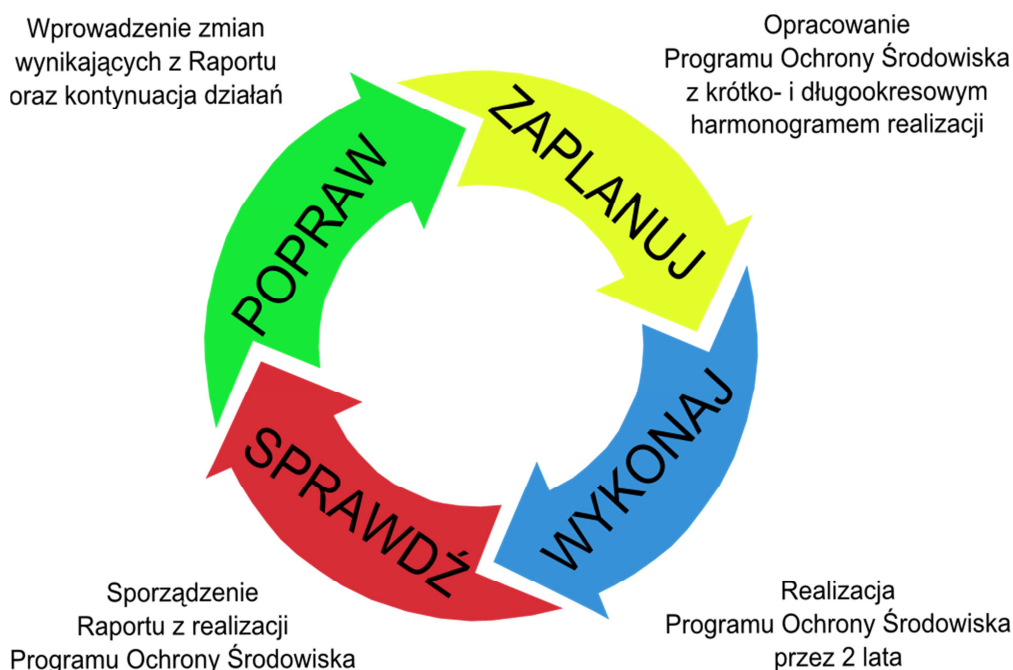 Wprowadzenie zmian
wynikających z Raportu
oraz kontynuacja działań
Opracowanie
Programu Ochrony Środowiska
z krótko- i długookresowym
harmonogramem realizacji
POPRAW
ZAPLANUJ
SPRAWDŹ
WYKONAJ
Sporządzenie
Raportu z realizacji
Programu Ochrony Środowiska
Realizacja
Programu Ochrony Środowiska
przez 2 lata